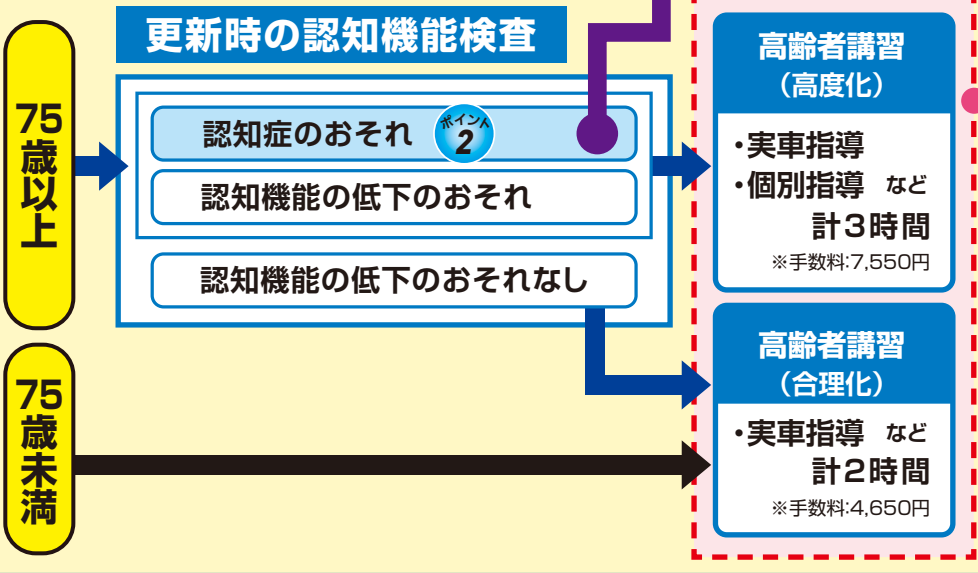 更新時の認知機能検査
75歳以上
認知症のおそれ ポイント2
認知機能の低下のおそれ
認知機能の低下のおそれなし
75歳未満
高齢者講習
（高度化）
・実車指導
・個別指導 など
計3時間
※手数料:7,550円
高齢者講習
（合理化）
・実車指導 など
計2時間
※手数料:4,650円